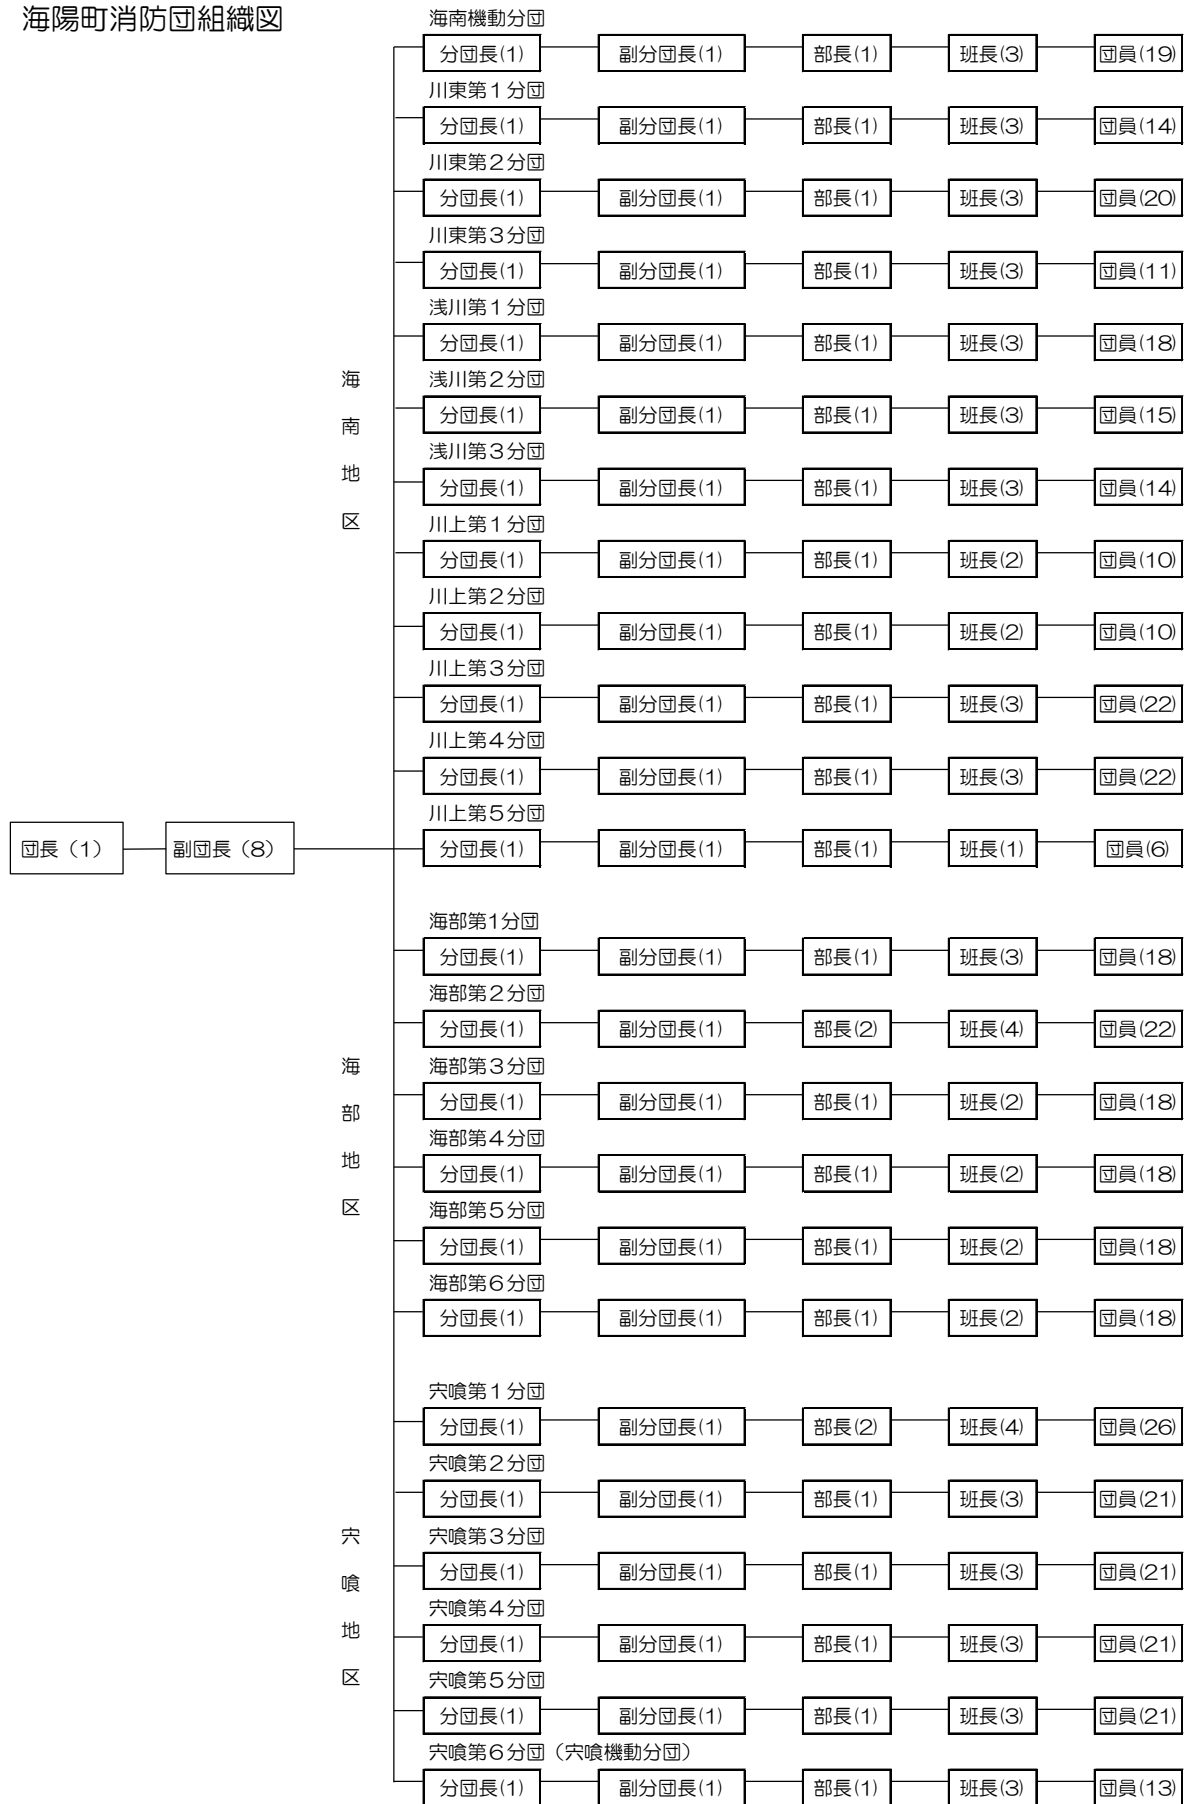 海陽町消防団組織図
海南機動分団
分団長(1) 副分団長(1) 部長(1) 班長(3) 団員(19)
川東第１分団
分団長(1) 副分団長(1) 部長(1) 班長(3) 団員(14)
川東第２分団
分団長(1) 副分団長(1) 部長(1) 班長(3) 団員(20)
川東第３分団
分団長(1) 副分団長(1) 部長(1) 班長(3) 団員(11)
浅川第１分団
分団長(1) 副分団長(1) 部長(1) 班長(3) 団員(18)
浅川第２分団
分団長(1) 副分団長(1) 部長(1) 班長(3) 団員(15)
浅川第３分団
分団長(1) 副分団長(1) 部長(1) 班長(3) 団員(14)
海南地区
川上第１分団
分団長(1) 副分団長(1) 部長(1) 班長(2) 団員(10)
川上第２分団
分団長(1) 副分団長(1) 部長(1) 班長(2) 団員(10)
川上第３分団
分団長(1) 副分団長(1) 部長(1) 班長(3) 団員(22)
川上第４分団
分団長(1) 副分団長(1) 部長(1) 班長(3) 団員(22)
川上第５分団
団長（1） 副団長（8） 分団長(1) 副分団長(1) 部長(1) 班長(1) 団員(6)
海部第1分団
分団長(1) 副分団長(1) 部長(1) 班長(3) 団員(18)
海部第２分団
分団長(1) 副分団長(1) 部長(2) 班長(4) 団員(22)
海部地区
海部第３分団
分団長(1) 副分団長(1) 部長(1) 班長(2) 団員(18)
海部第４分団
分団長(1) 副分団長(1) 部長(1) 班長(2) 団員(18)
海部第５分団
分団長(1) 副分団長(1) 部長(1) 班長(2) 団員(18)
海部第６分団
分団長(1) 副分団長(1) 部長(1) 班長(2) 団員(18)
宍喰第１分団
分団長(1) 副分団長(1) 部長(2) 班長(4) 団員(26)
宍喰第２分団
分団長(1) 副分団長(1) 部長(1) 班長(3) 団員(21)
宍喰地区
宍喰第３分団
分団長(1) 副分団長(1) 部長(1) 班長(3) 団員(21)
宍喰第４分団
分団長(1) 副分団長(1) 部長(1) 班長(3) 団員(21)
宍喰第５分団
分団長(1) 副分団長(1) 部長(1) 班長(3) 団員(21)
宍喰第６分団（宍喰機動分団）
分団長(1) 副分団長(1) 部長(1) 班長(3) 団員(13)